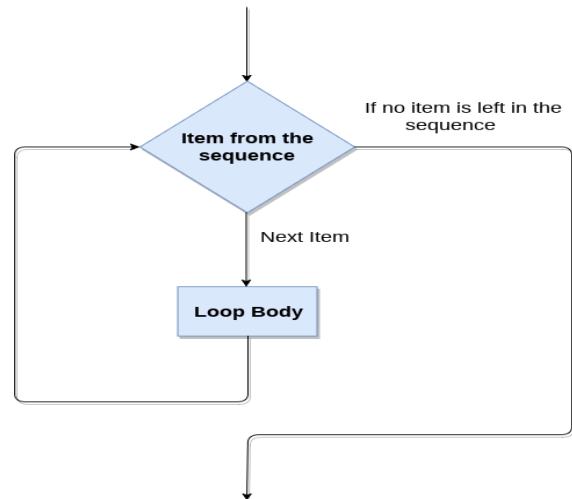 If no item is left in the
sequence
Item from the
sequence
Next Item
Loop Body